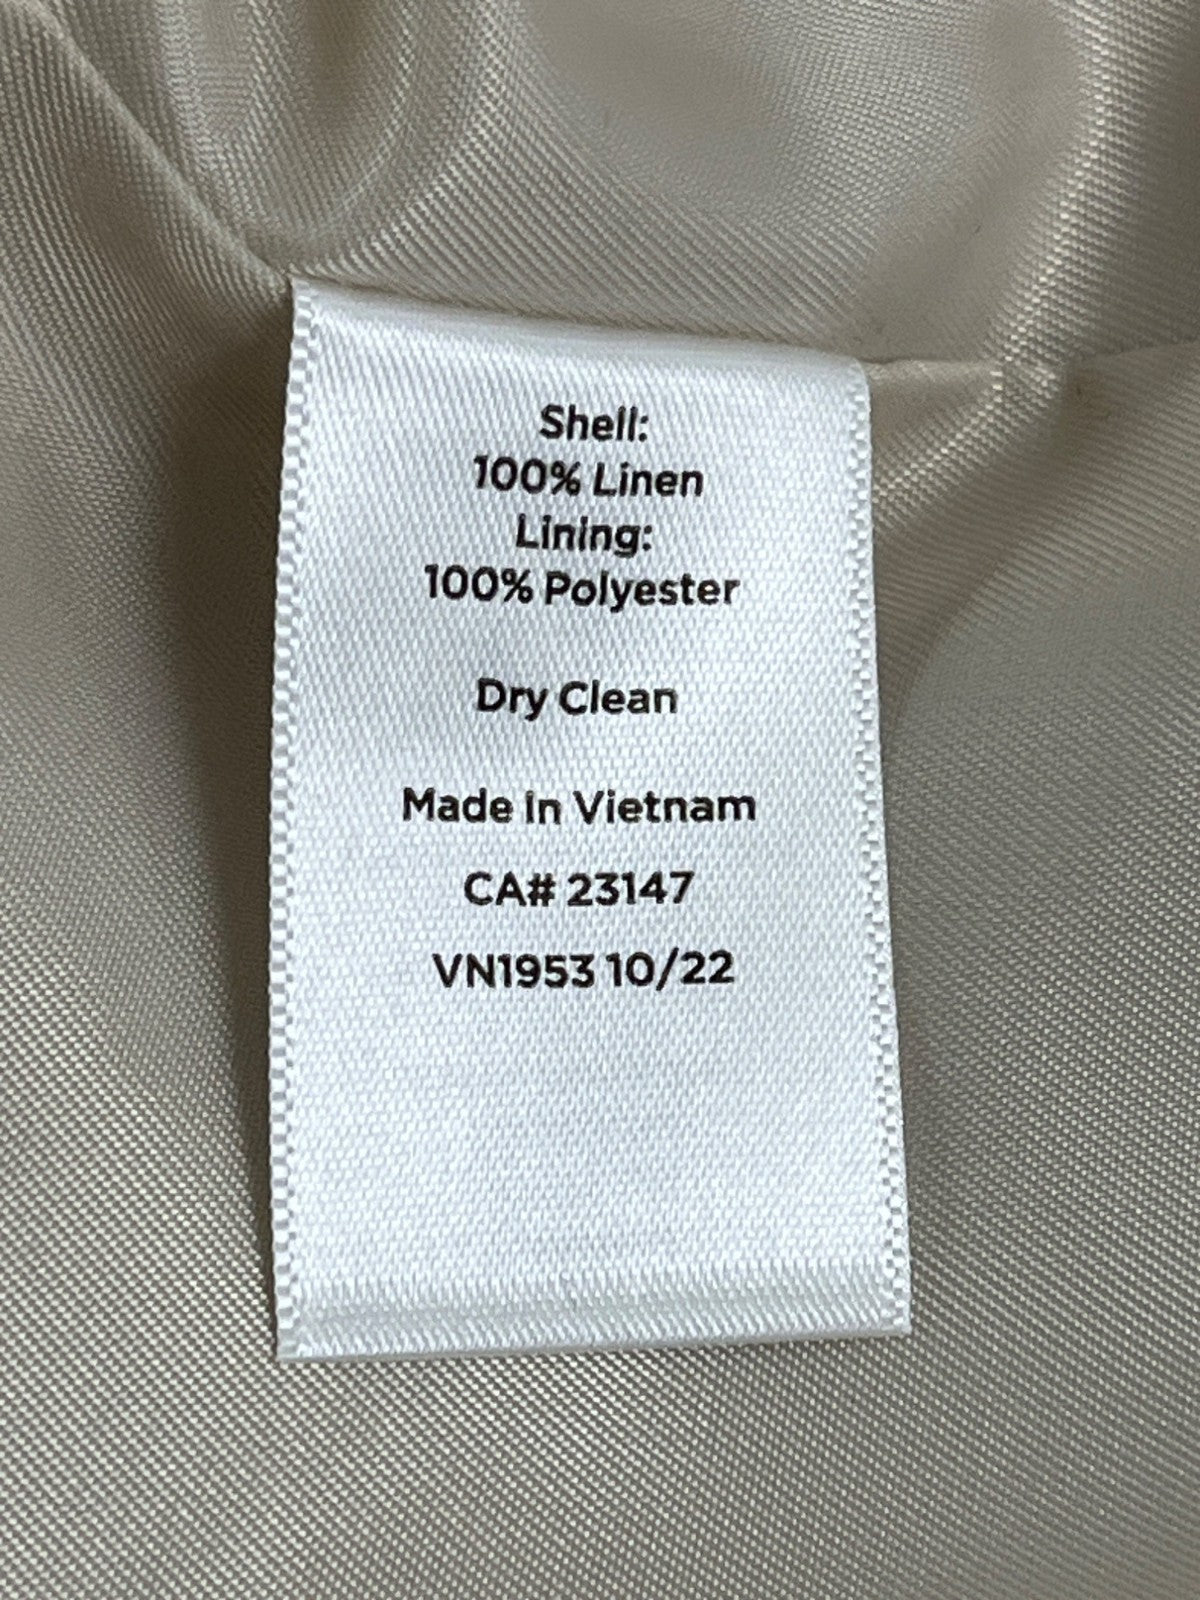 Shell:
100% Linen
Lining:
100% Polyester
Dry Clean
Made in Vietnam
CA# 23147
VN1953 10/22